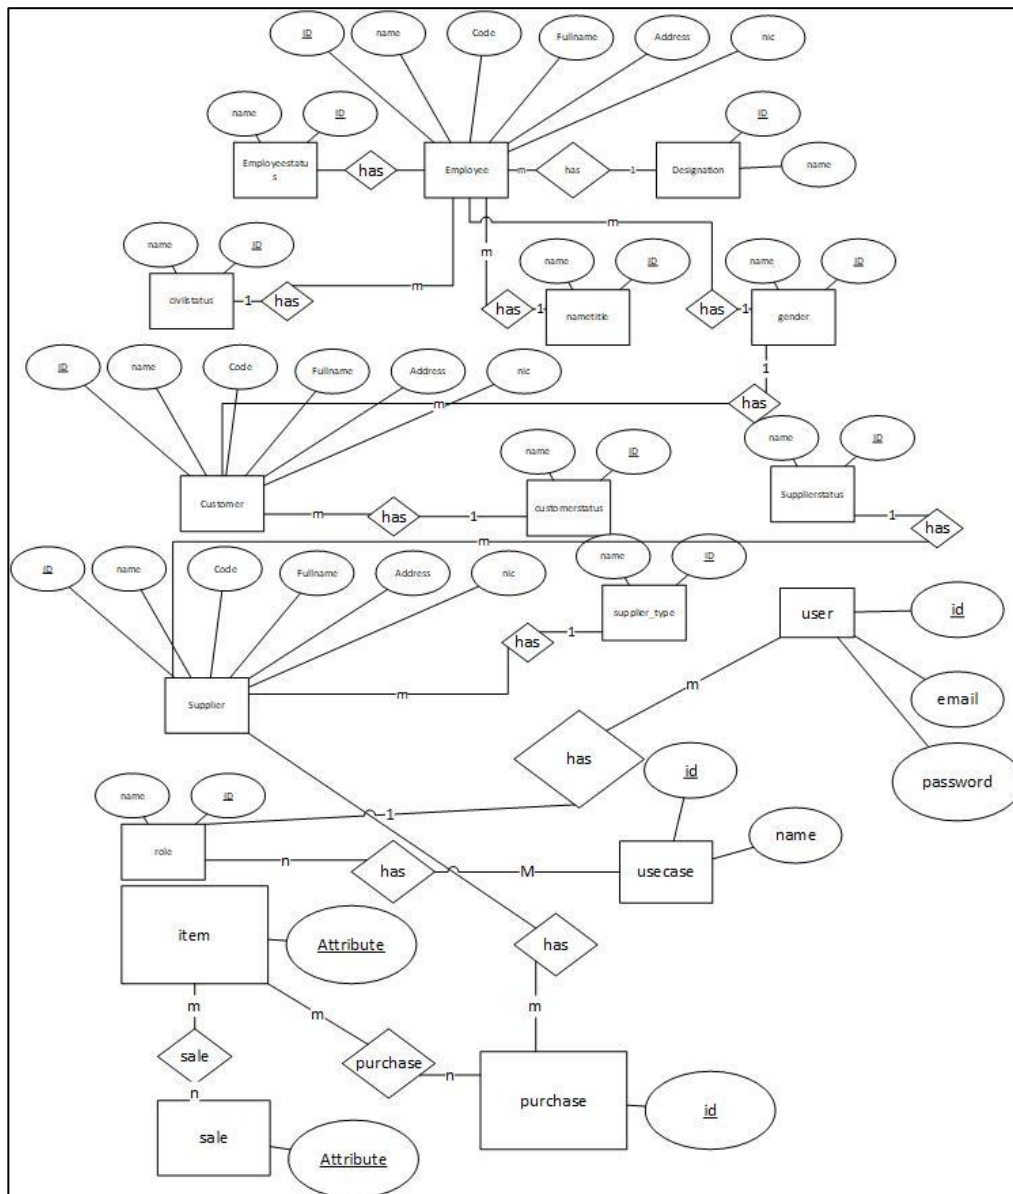 ID
name
Code
Fullname
Address
nic
name
ID
ID
name
Employeestatu
s
has
Employee
m
has
1
Designation
m
m
name
ID
name
ID
name
ID
civilstatus
1
has
m
has
1
nametitle
has
1
gender
1
ID
name
Code
Fullname
Address
nic
m
has
name
ID
name
ID
Customer
m
has
1
customerstatus
Supplierstatus
1
has
m
ID
name
Code
Fullname
Address
nic
name
ID
supplier_type
has
1
user
id
m
Supplier
m
email
has
password
id
name
ID
1
name
role
n
has
M
usecase
item
Attribute
has
m
m
m
sale
purchase
n
n
purchase
id
sale
Attribute